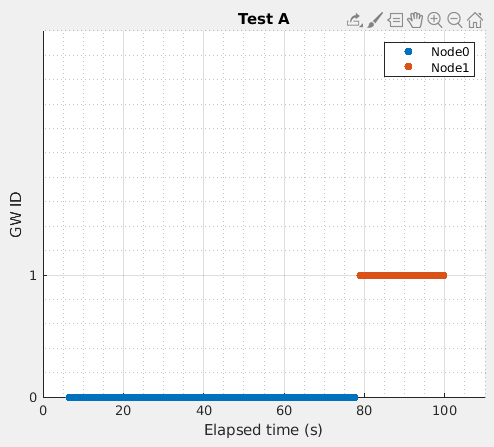 Test A
Node0
Node1
GW ID
1
0
0 20 40 60 80 100
Elapsed time (s)